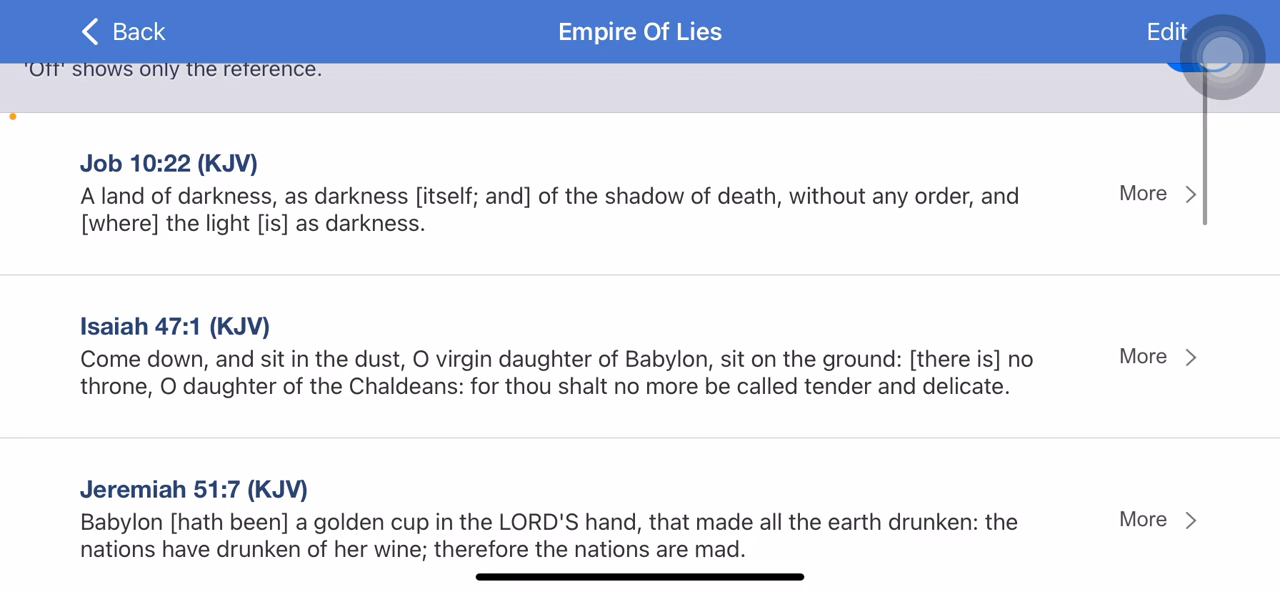 Back
Empire Of Lies
Edit
'Off' shows only the reference.
Job 10:22 (KJV)
A land of darkness, as darkness [itself; and] of the shadow of death, without any order, and
[where] the light [is] as darkness.
More
Isaiah 47:1 (KJV)
Come down, and sit in the dust, O virgin daughter of Babylon, sit on the ground: [there is] no
throne, O daughter of the Chaldeans: for thou shalt no more be called tender and delicate.
More
Jeremiah 51:7 (KJV)
Babylon [hath been] a golden cup in the LORD'S hand, that made all the earth drunken: the
nations have drunken of her wine; therefore the nations are mad.
More